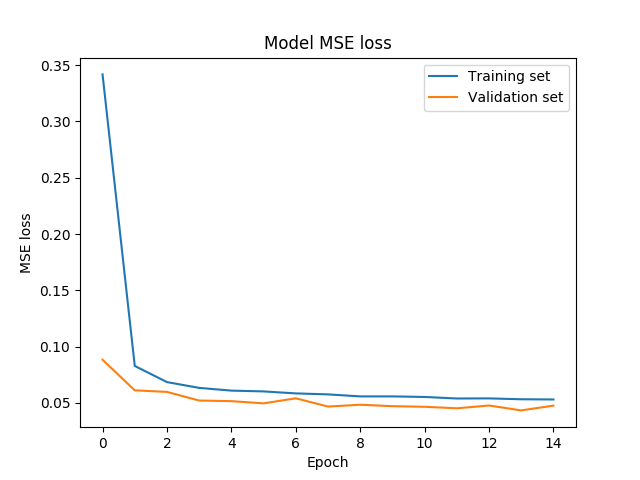 Model MSE loss
Training set
Validation set
0.35
0.30
0.25
0.20
0.15
0.10
0.05
MSE loss
0 2 4 6 8 10 12 14
Epoch